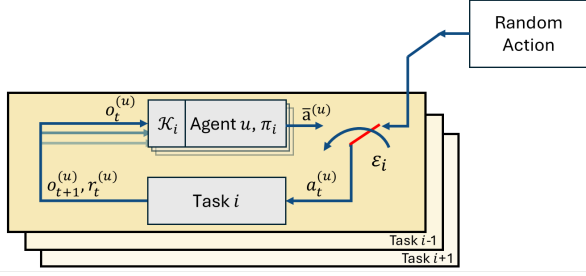 Random
Action
o_t^{(u)}
𝒦_i
Agent u, π_i
a̅^{(u)}
ε_i
o_{t+1}^{(u)}, r_t^{(u)}
Task i
a_t^{(u)}
Task i-1
Task i+1